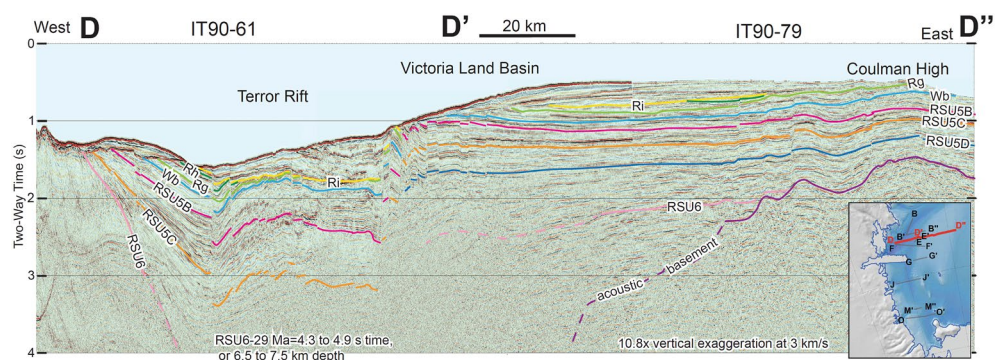 West D IT90-61 D' 20 km IT90-79 East D"
Victoria Land Basin
Coulman High
Terror Rift
0
1
2
3
4
Two-Way Time (s)
Rg
Ri
Wb
RSU5B
RSU5C
RSU5D
Rh
Rg
Wb
Ri
RSU5B
RSU6
RSU5C
RSU6
acoustic basement
RSU6-29 Ma=4.3 to 4.9 s time,
or 6.5 to 7.5 km depth
10.8x vertical exaggeration at 3 km/s
B
D"
B' D' B"
D E'
F E F'
G G'
J J'
M' M"
O O'